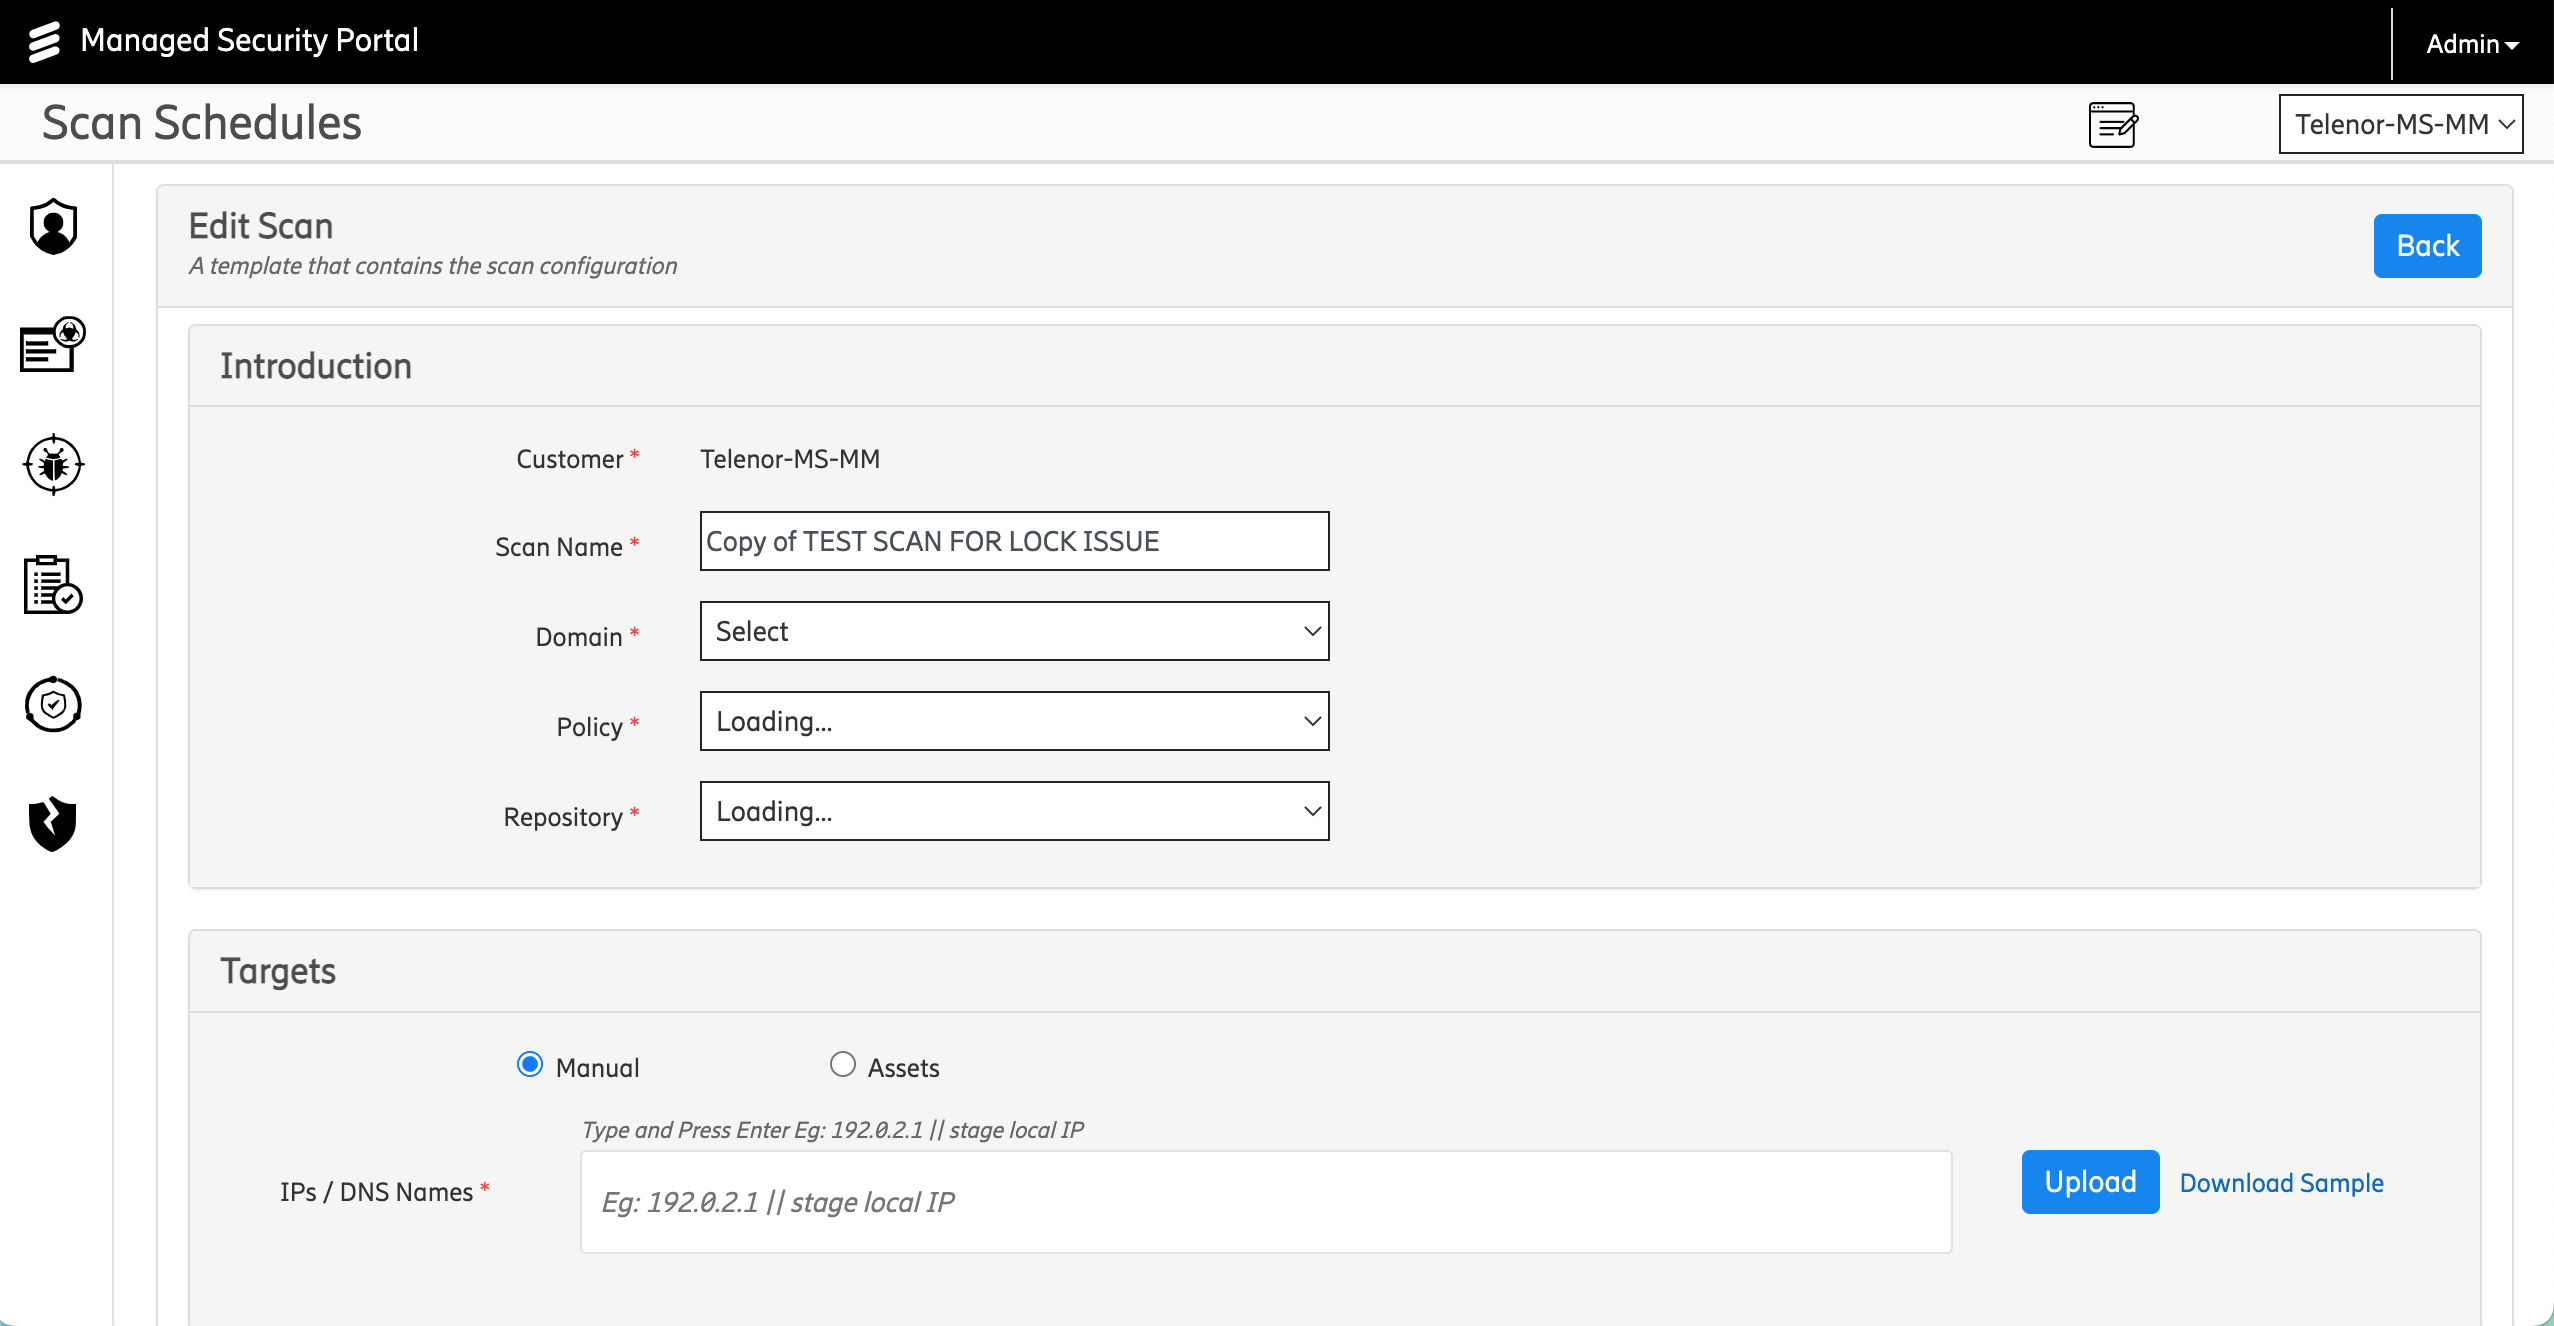 Managed Security Portal
Admin
Scan Schedules
Telenor-MS-MM
Edit Scan
A template that contains the scan configuration
Back
Introduction
Customer *
Telenor-MS-MM
Scan Name *
Copy of TEST SCAN FOR LOCK ISSUE
Domain *
Select
Policy *
Loading...
Repository *
Loading...
Targets
Manual
Assets
Type and Press Enter Eg: 192.0.2.1 || stage local IP
IPs / DNS Names *
Eg: 192.0.2.1 || stage local IP
Upload
Download Sample